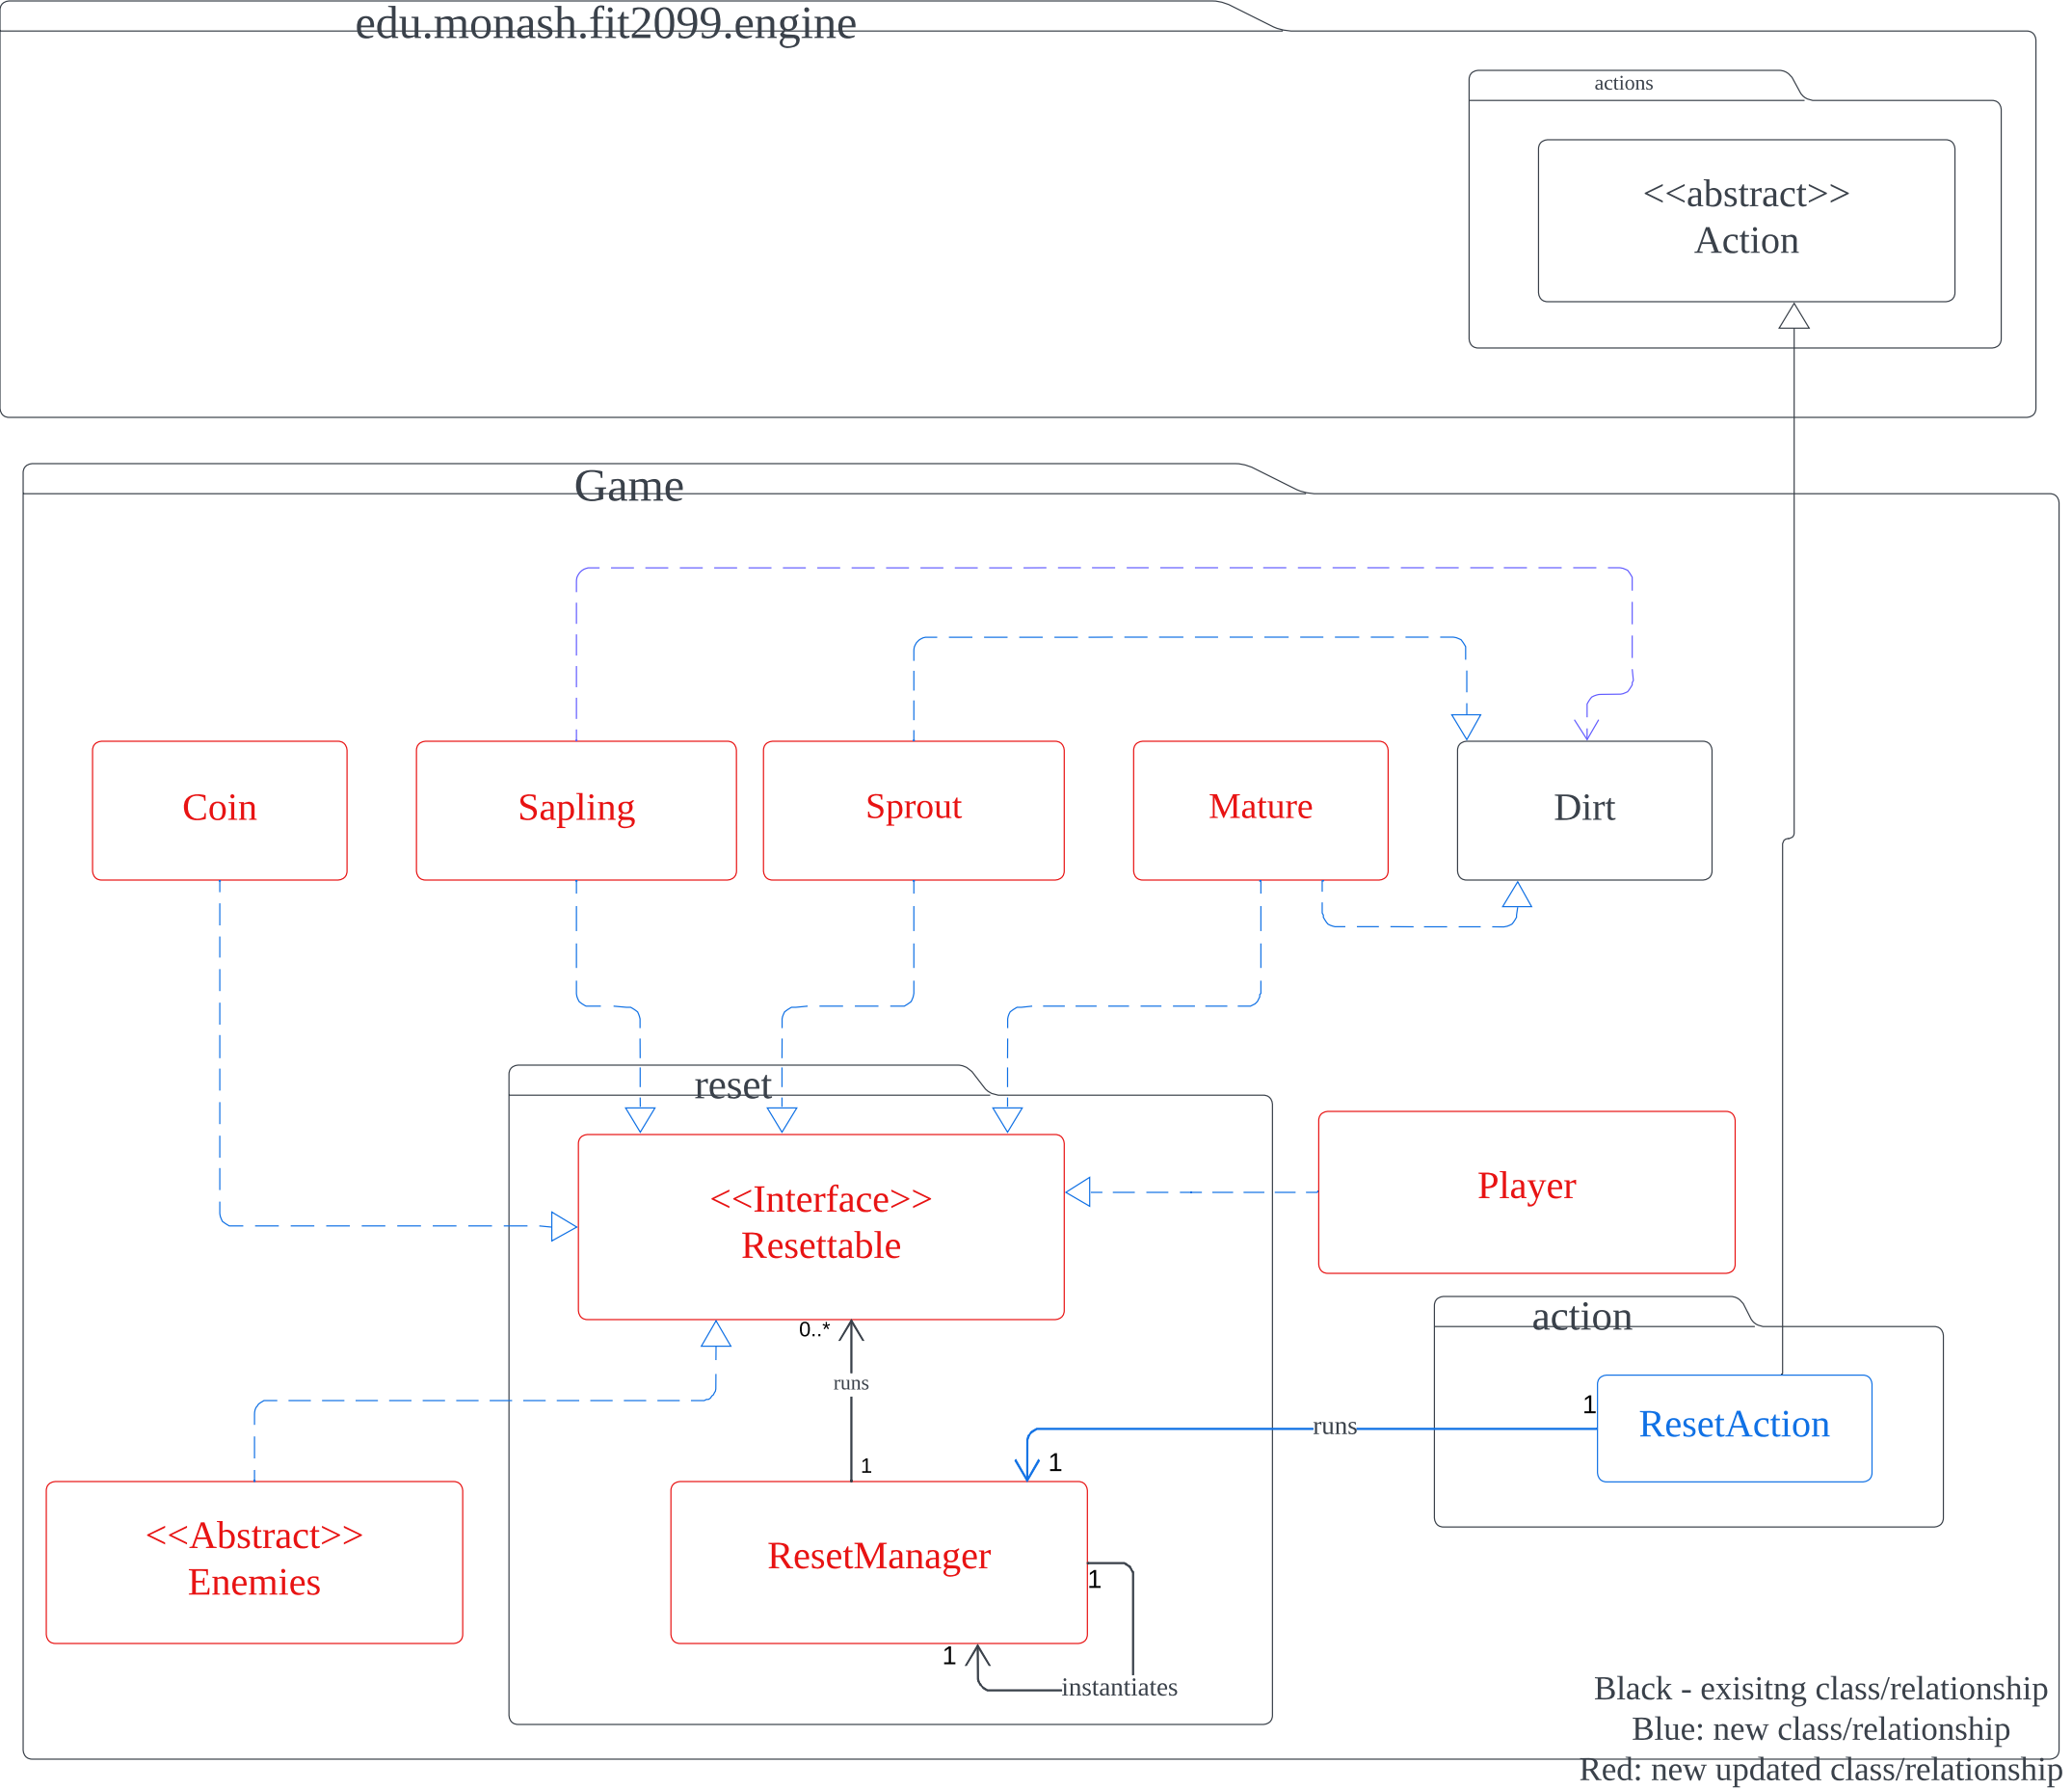 edu.monash.fit2099.engine
actions
<<abstract>>
Action
Game
Coin
Sapling
Sprout
Mature
Dirt
reset
<<Interface>>
Resettable
Player
action
0..*
runs
1
ResetAction
1
runs
1
<<Abstract>>
Enemies
ResetManager
1
1
instantiates
Black - exisitng class/relationship
Blue: new class/relationship
Red: new updated class/relationship